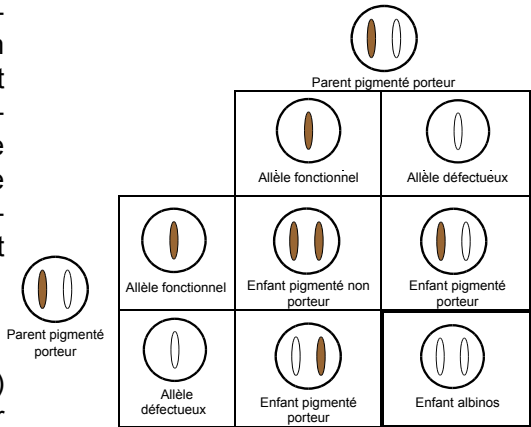 -
n
t
-
e
e
-
t
)
r
Parent pigmenté porteur
Allèle fonctionnel
Allèle défectueux
Allèle fonctionnel
Enfant pigmenté non
porteur
Enfant pigmenté
porteur
Parent pigmenté
porteur
Allèle
défectueux
Enfant pigmenté
porteur
Enfant albinos